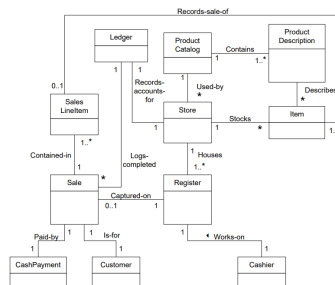 Records-sale-of
Ledger
Product
Catalog
Contains
Product
Description
1
1..*
1
1
1
1
1
0..1
Records-
accounts-
for
Used-by
*
Describes
*
Sales
LineItem
Store
Stocks
Item
1
1
*
1..*
1
1
Contained-in
Logs-
completed
Houses
1
*
1..*
Sale
Captured-on
Register
0..1
1
1
1
1
Paid-by
Is-for
Works-on
1
1
1
CashPayment
Customer
Cashier